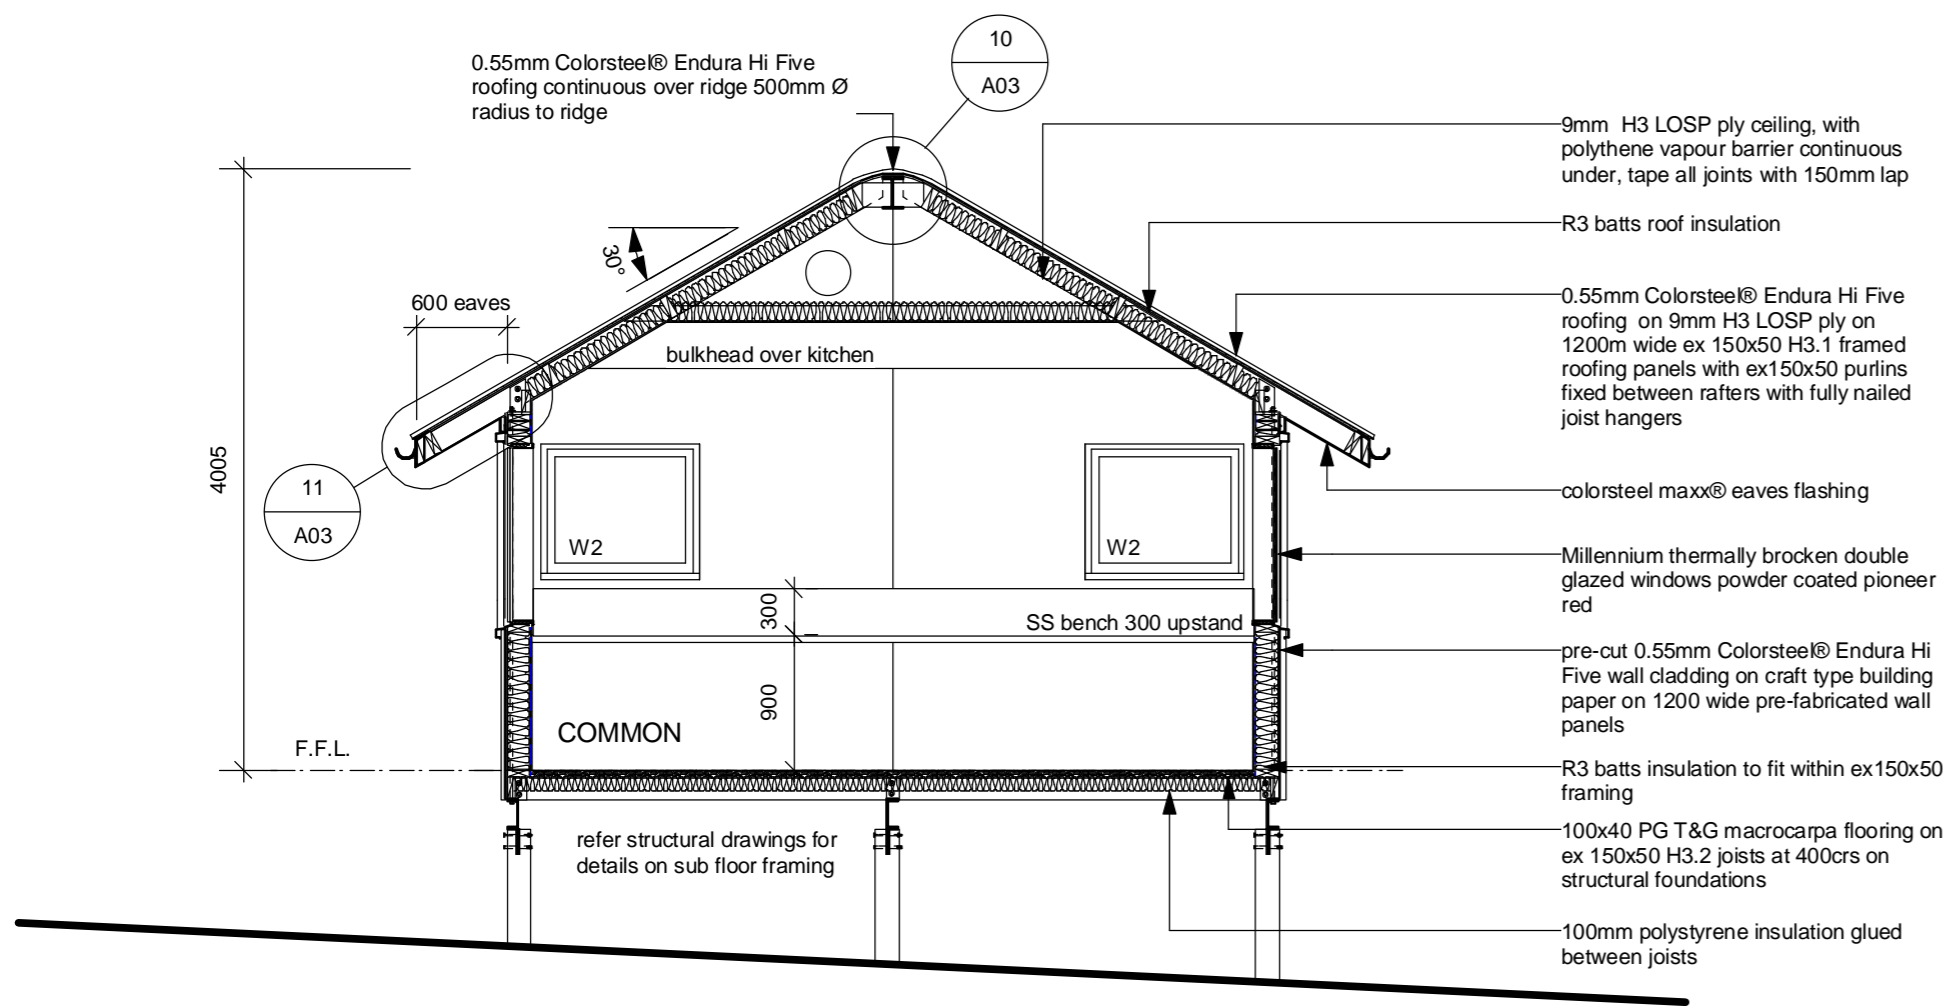 10
A03
0.55mm Colorsteel® Endura Hi Five
roofing continuous over ridge 500mm Ø
radius to ridge
30°
600 eaves
bulkhead over kitchen
4005
11
A03
W2
W2
300
SS bench 300 upstand
900
COMMON
F.F.L.
refer structural drawings for
details on sub floor framing
9mm H3 LOSP ply ceiling, with
polythene vapour barrier continuous
under, tape all joints with 150mm lap
R3 batts roof insulation
0.55mm Colorsteel® Endura Hi Five
roofing on 9mm H3 LOSP ply on
1200m wide ex 150x50 H3.1 framed
roofing panels with ex150x50 purlins
fixed between rafters with fully nailed
joist hangers
colorsteel maxx® eaves flashing
Millennium thermally brocken double
glazed windows powder coated pioneer
red
pre-cut 0.55mm Colorsteel® Endura Hi
Five wall cladding on craft type building
paper on 1200 wide pre-fabricated wall
panels
R3 batts insulation to fit within ex150x50
framing
100x40 PG T&G macrocarpa flooring on
ex 150x50 H3.2 joists at 400crs on
structural foundations
100mm polystyrene insulation glued
between joists